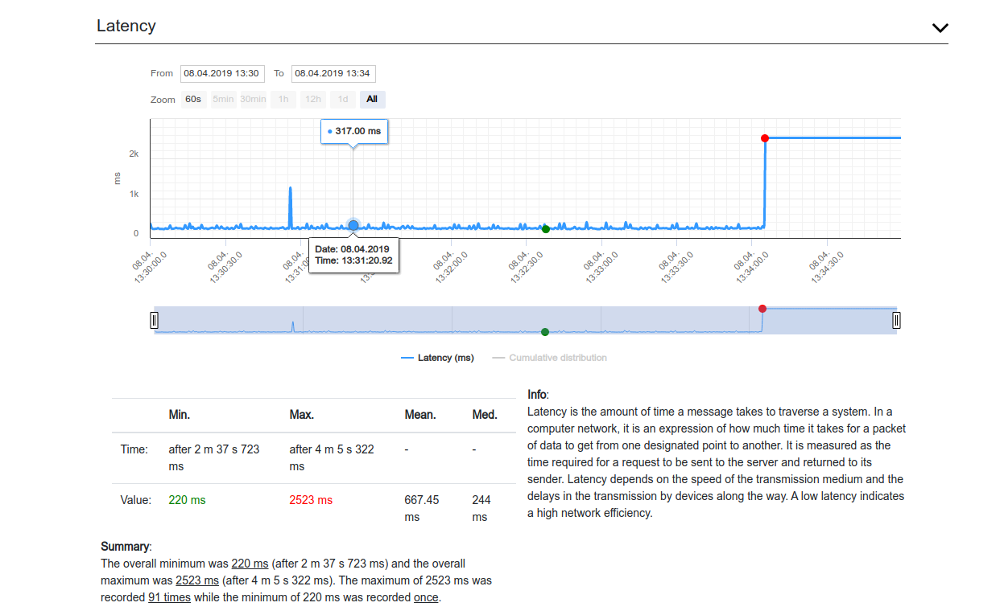 Latency
From 08.04.2019 13:30 To 08.04.2019 13:34
Zoom 60s 5min 30min 1h 12h 1d All
317.00 ms
2k
ms
1k
0
Date: 08.04.2019
Time: 13:31:20.92
08.04.
13:30:00.0
08.04.
13:30:30.0
08.04.
08.04.
13:32:00.0
08.04.
13:32:30.0
08.04.
13:33:00.0
08.04.
13:33:30.0
08.04.
13:34:00.0
08.04.
13:34:30.0
Latency (ms) Cumulative distribution
Min. Max. Mean. Med.
Time: after 2 m 37 s 723 after 4 m 5 s 322 - -
ms ms
Value: 220 ms 2523 ms 667.45 244
ms ms
Info:
Latency is the amount of time a message takes to traverse a system. In a
computer network, it is an expression of how much time it takes for a packet
of data to get from one designated point to another. It is measured as the
time required for a request to be sent to the server and returned to its
sender. Latency depends on the speed of the transmission medium and the
delays in the transmission by devices along the way. A low latency indicates
a high network efficiency.
Summary:
The overall minimum was 220 ms (after 2 m 37 s 723 ms) and the overall
maximum was 2523 ms (after 4 m 5 s 322 ms). The maximum of 2523 ms was
recorded 91 times while the minimum of 220 ms was recorded once.